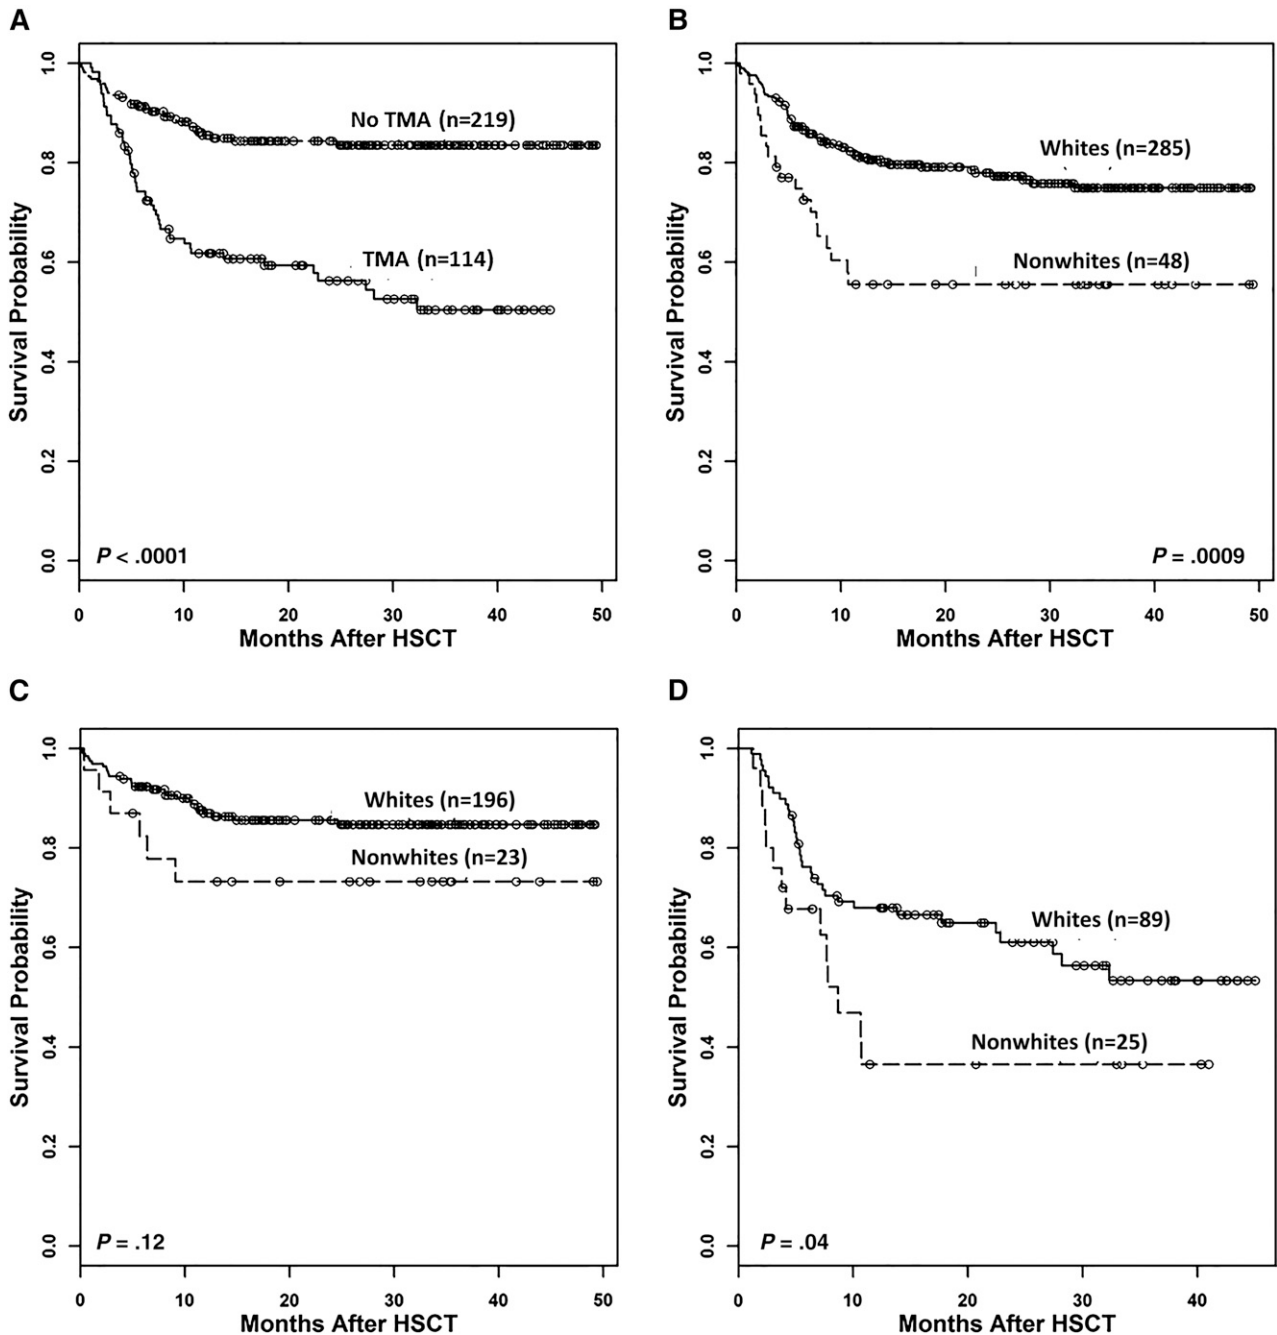 A
1.0
0.8
0.6
0.4
0.2
0.0
Survival Probability
No TMA (n=219)
TMA (n=114)
P < .0001
0 10 20 30 40 50
Months After HSCT
B
1.0
0.8
0.6
0.4
0.2
0.0
Survival Probability
Whites (n=285)
Nonwhites (n=48)
P = .0009
0 10 20 30 40 50
Months After HSCT
C
1.0
0.8
0.6
0.4
0.2
0.0
Survival Probability
Whites (n=196)
Nonwhites (n=23)
P = .12
0 10 20 30 40 50
Months After HSCT
D
1.0
0.8
0.6
0.4
0.2
0.0
Survival Probability
Whites (n=89)
Nonwhites (n=25)
P = .04
0 10 20 30 40
Months After HSCT